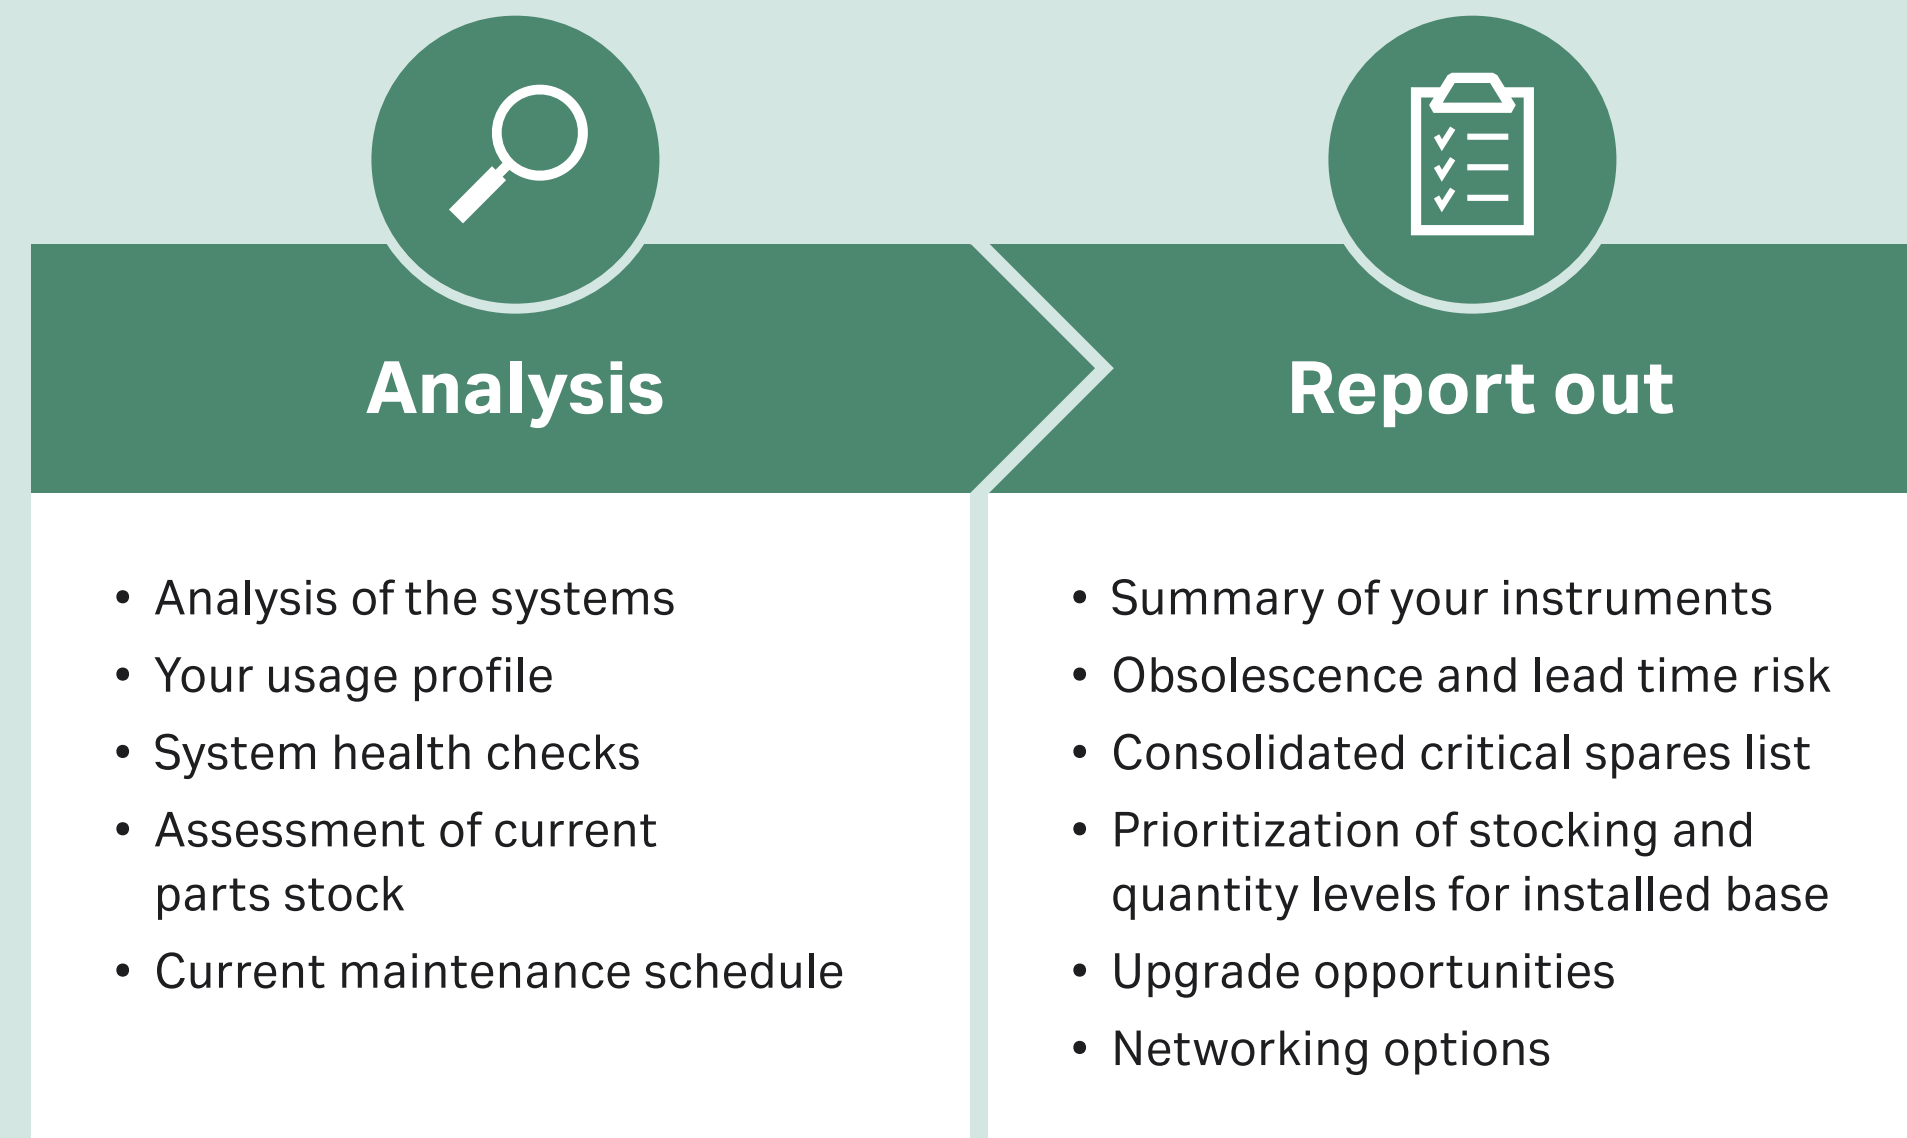 Analysis
• Analysis of the systems
• Your usage profile
• System health checks
• Assessment of current
parts stock
• Current maintenance schedule
Report out
• Summary of your instruments
• Obsolescence and lead time risk
• Consolidated critical spares list
• Prioritization of stocking and
quantity levels for installed base
• Upgrade opportunities
• Networking options